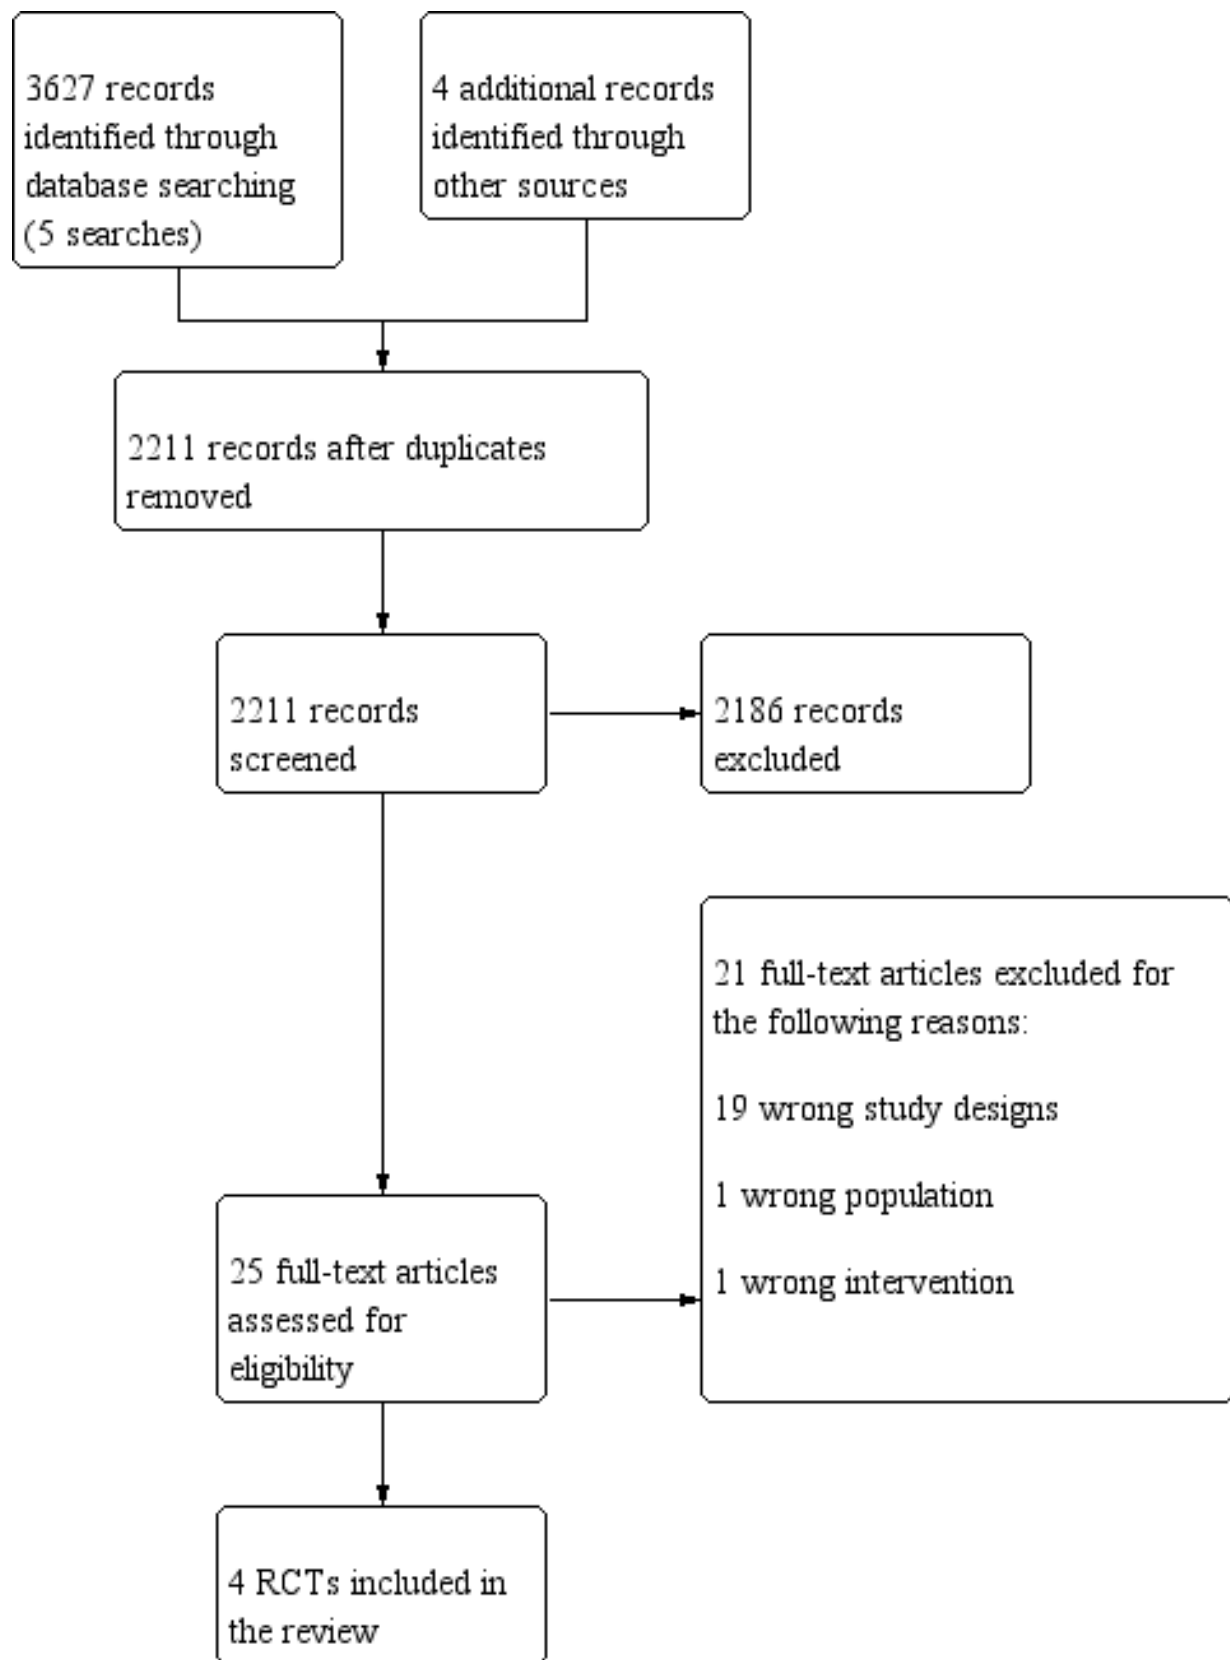 3627 records
identified through
database searching
(5 searches)
4 additional records
identified through
other sources
2211 records after duplicates
removed
2211 records
screened
2186 records
excluded
21 full-text articles excluded for
the following reasons:
19 wrong study designs
1 wrong population
1 wrong intervention
25 full-text articles
assessed for
eligibility
4 RCTs included in
the review